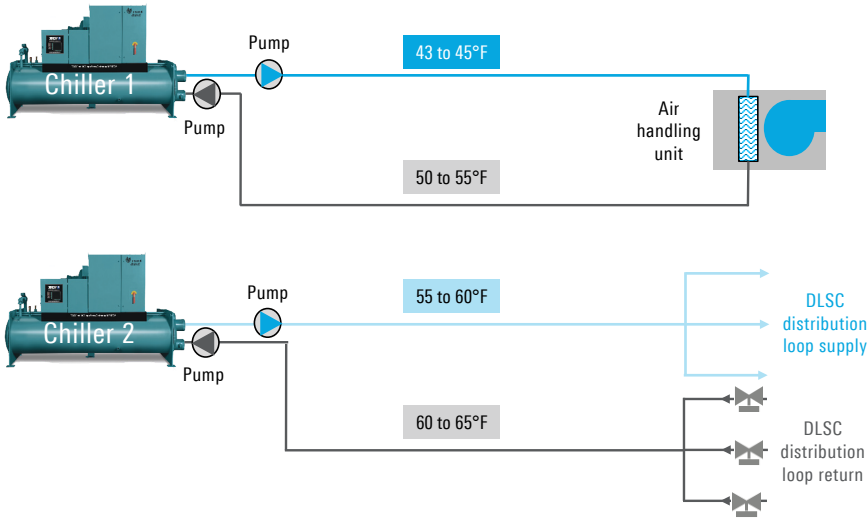 Chiller 1
Pump
Pump
43 to 45°F
Air
handling
unit
50 to 55°F
Chiller 2
Pump
Pump
55 to 60°F
DLSC
distribution
loop supply
60 to 65°F
DLSC
distribution
loop return